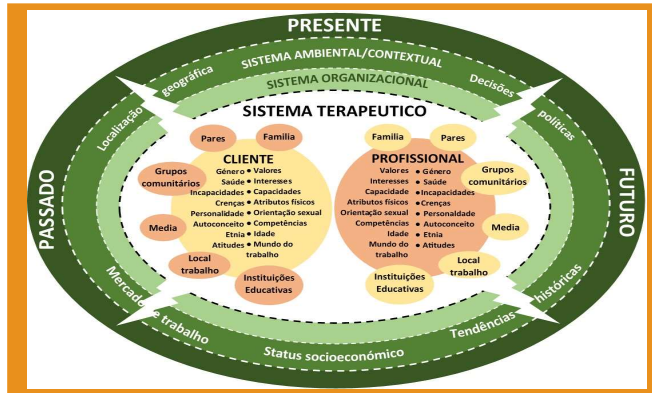 PRESENTE
SISTEMA AMBIENTAL/CONTEXTUAL
SISTEMA ORGANIZACIONAL
Localização geográfica
Decisões políticas
PASSADO
FUTURO
SISTEMA TERAPEUTICO
Pares
Familia
Grupos
comunitários
Media
Local
trabalho
Instituições
Educativas
CLIENTE
Género • Valores
Saúde • Interesses
Incapacidades • Capacidades
Crenças • Atributos físicos
Personalidade • Orientação sexual
Autoconceito • Competências
Etnia • Idade
Atitudes • Mundo do
trabalho
Familia
Pares
Grupos
comunitários
Media
Local
trabalho
Instituições
Educativas
PROFISSIONAL
Valores • Género
Interesses • Saúde
Capacidade • Incapacidades
Atributos físicos • Crenças
Orientação sexual • Personaldade
Competências • Autoconceito
Idade • Etnia
Mundo do • Atitudes
trabalho
Mercado e trabalho
Status socioeconómico
Tendências históricas